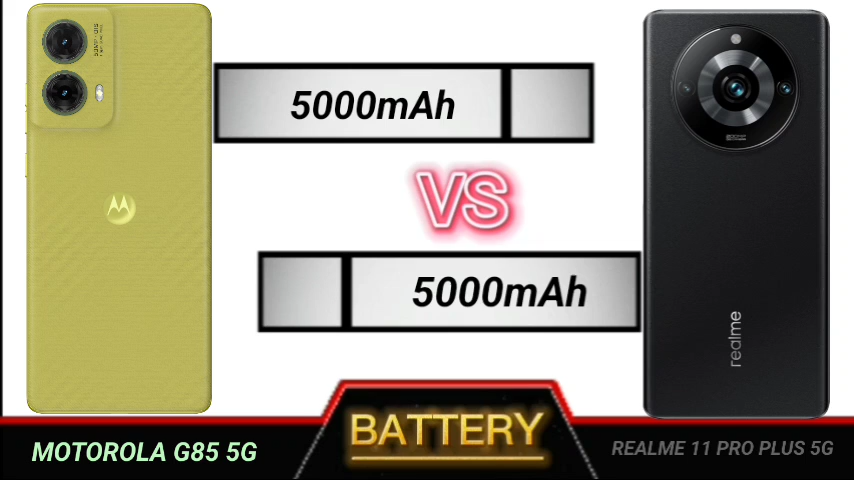 5000mAh
VS
5000mAh
realme
BATTERY
MOTOROLA G85 5G
REALME 11 PRO PLUS 5G